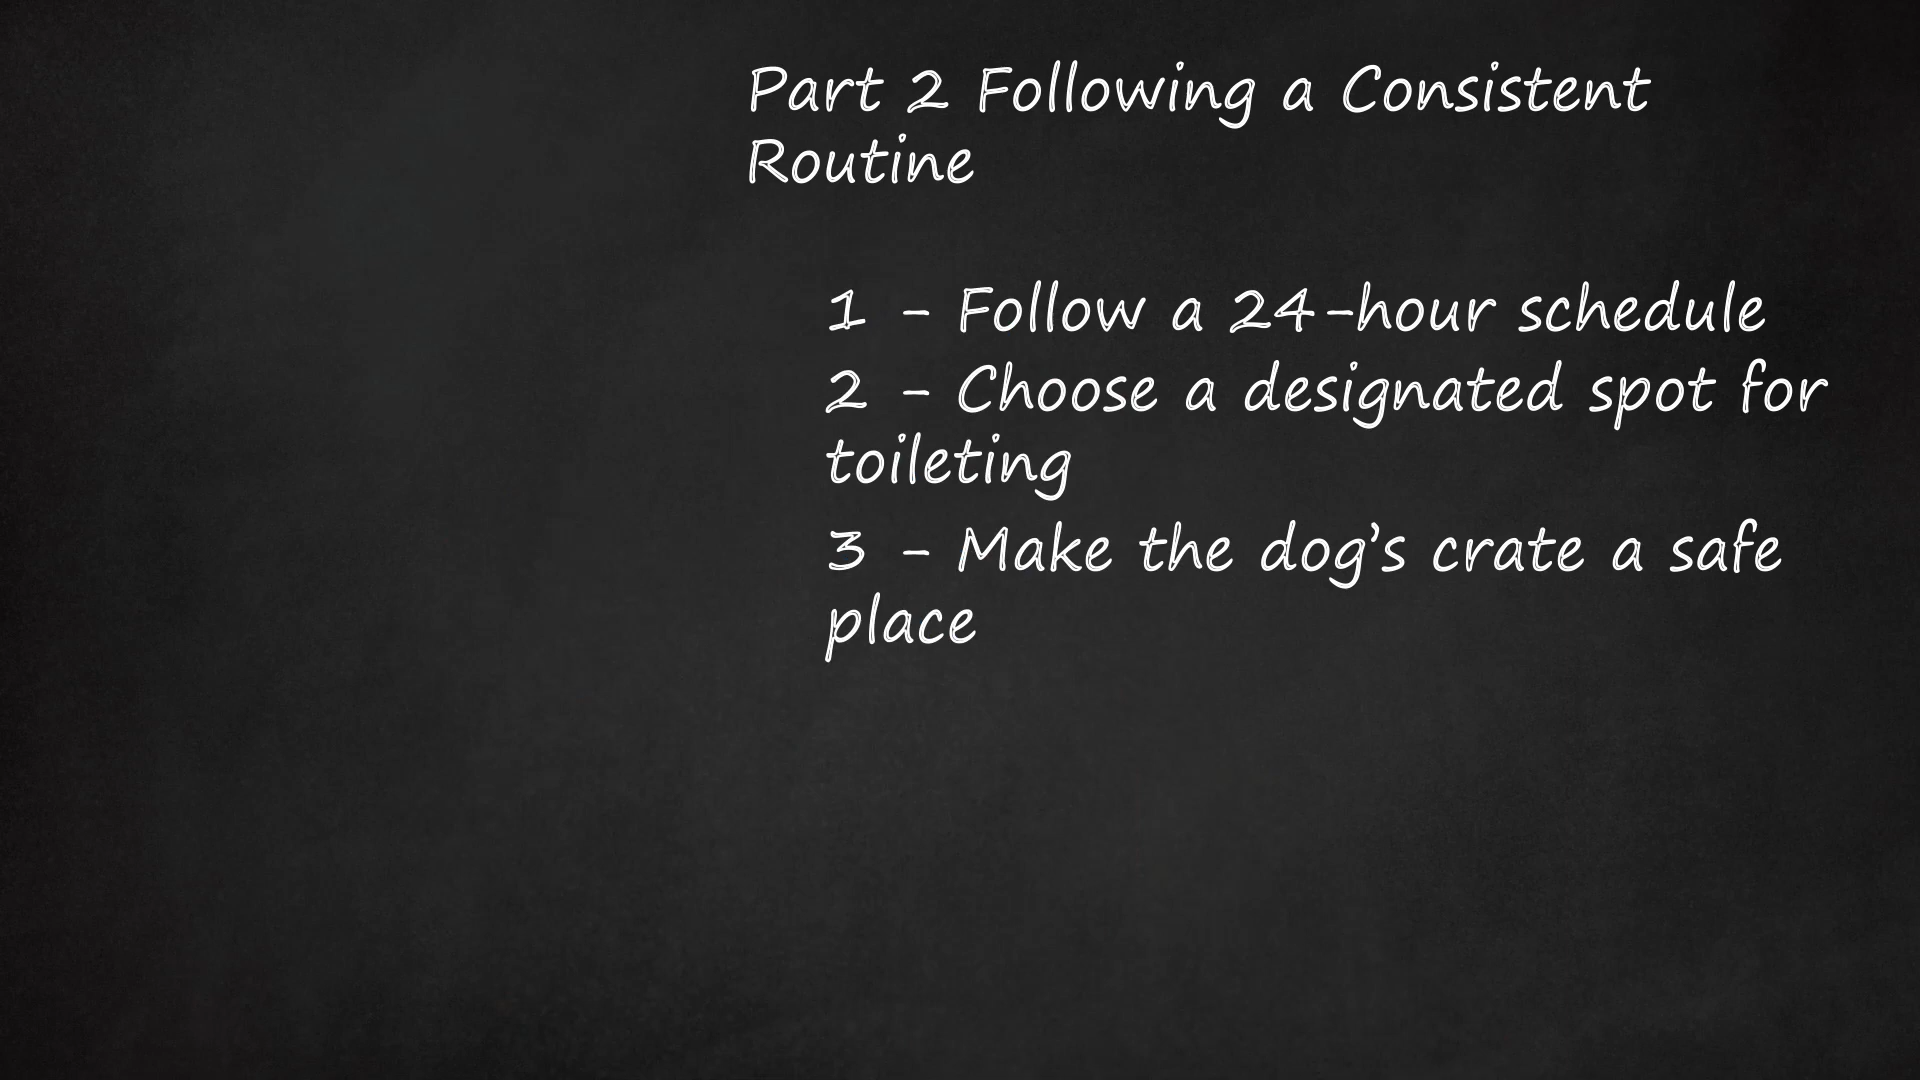 Part 2 Following a Consistent
Routine
1 - Follow a 24-hour schedule
2 - Choose a designated spot for
toileting
3 - Make the dog’s crate a safe
place